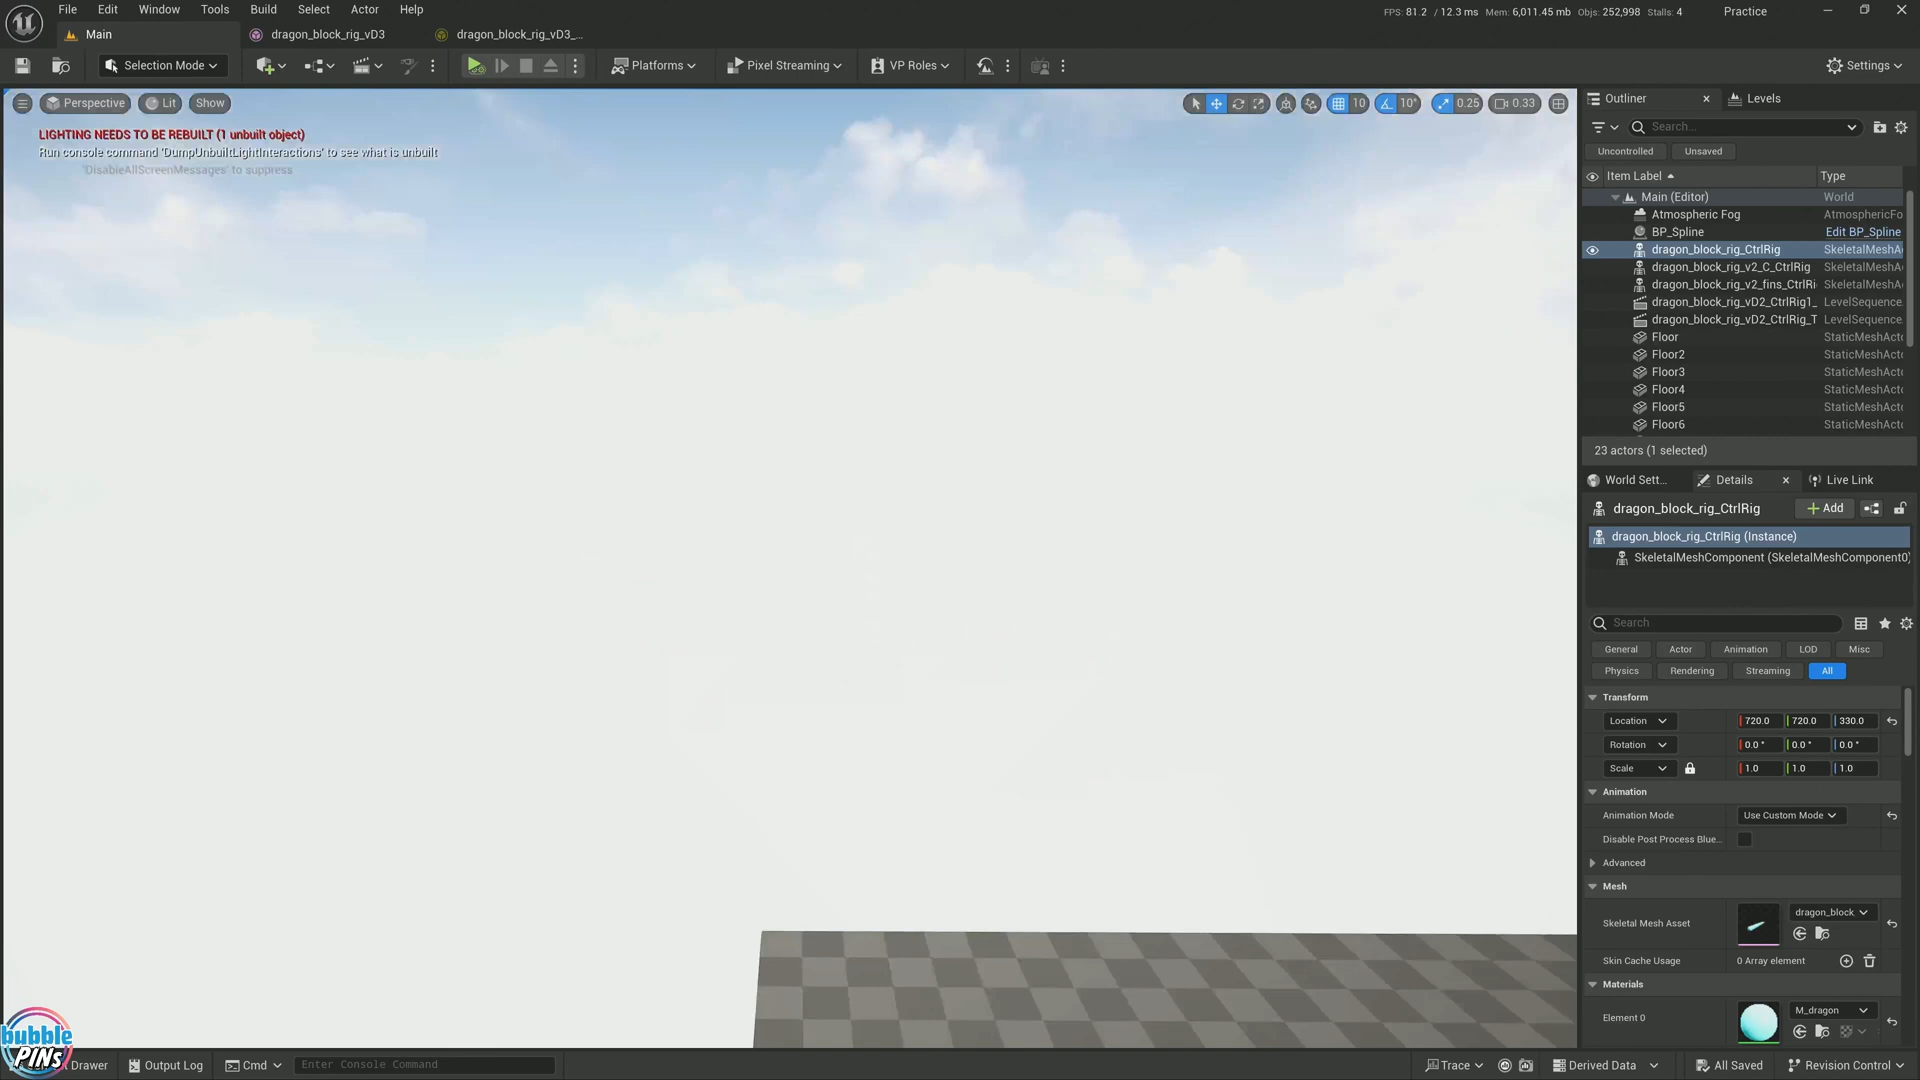 File Edit Window Tools Build Select Actor Help
FPS: 81.2 / 12.3 ms Mem: 6,011.45 mb Objs: 252,998 Stalls: 4 Practice
Main
dragon_block_rig_vD3
dragon_block_rig_vD3_...
Selection Mode
Platforms
Pixel Streaming
VP Roles
Settings
Perspective Lit Show
10 10° 0.25 0.33
LIGHTING NEEDS TO BE REBUILT (1 unbuilt object)
Run console command 'DumpUnbuiltLightInteractions' to see what is unbuilt
'DisableAllScreenMessages' to suppress
Outliner Levels
Search...
Uncontrolled Unsaved
Item Label Type
Main (Editor) World
Atmospheric Fog AtmosphericFo
BP_Spline Edit BP_Spline
dragon_block_rig_CtrlRig SkeletalMeshA
dragon_block_rig_v2_C_CtrlRig SkeletalMeshA
dragon_block_rig_v2_fins_CtrlRi SkeletalMeshA
dragon_block_rig_vD2_CtrlRig1_ LevelSequence
dragon_block_rig_vD2_CtrlRig_T LevelSequence
Floor StaticMeshActo
Floor2 StaticMeshActo
Floor3 StaticMeshActo
Floor4 StaticMeshActo
Floor5 StaticMeshActo
Floor6 StaticMeshActo
23 actors (1 selected)
World Sett... Details Live Link
dragon_block_rig_CtrlRig Add
dragon_block_rig_CtrlRig (Instance)
SkeletalMeshComponent (SkeletalMeshComponent0)
Search
General Actor Animation LOD Misc
Physics Rendering Streaming All
Transform
Location 720.0 720.0 330.0
Rotation 0.0 ° 0.0 ° 0.0 °
Scale 1.0 1.0 1.0
Animation
Animation Mode Use Custom Mode
Disable Post Process Blue...
Advanced
Mesh
Skeletal Mesh Asset dragon_block
Skin Cache Usage 0 Array element
Materials
Element 0 M_dragon
bubble
PINS
Drawer Output Log Cmd Enter Console Command
Trace Derived Data All Saved Revision Control